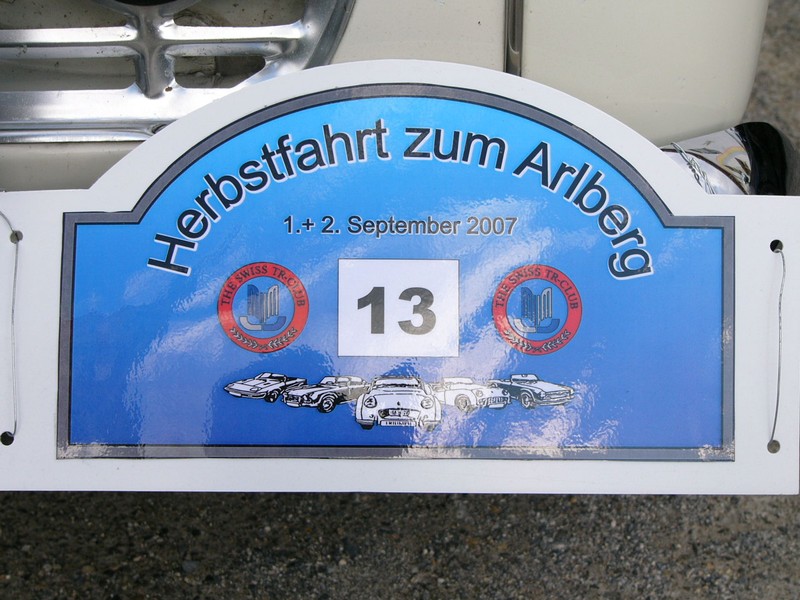 Herbstfahrt zum Arlberg
1.+ 2. September 2007
THE SWISS TR-CLUB
13
THE SWISS TR-CLUB